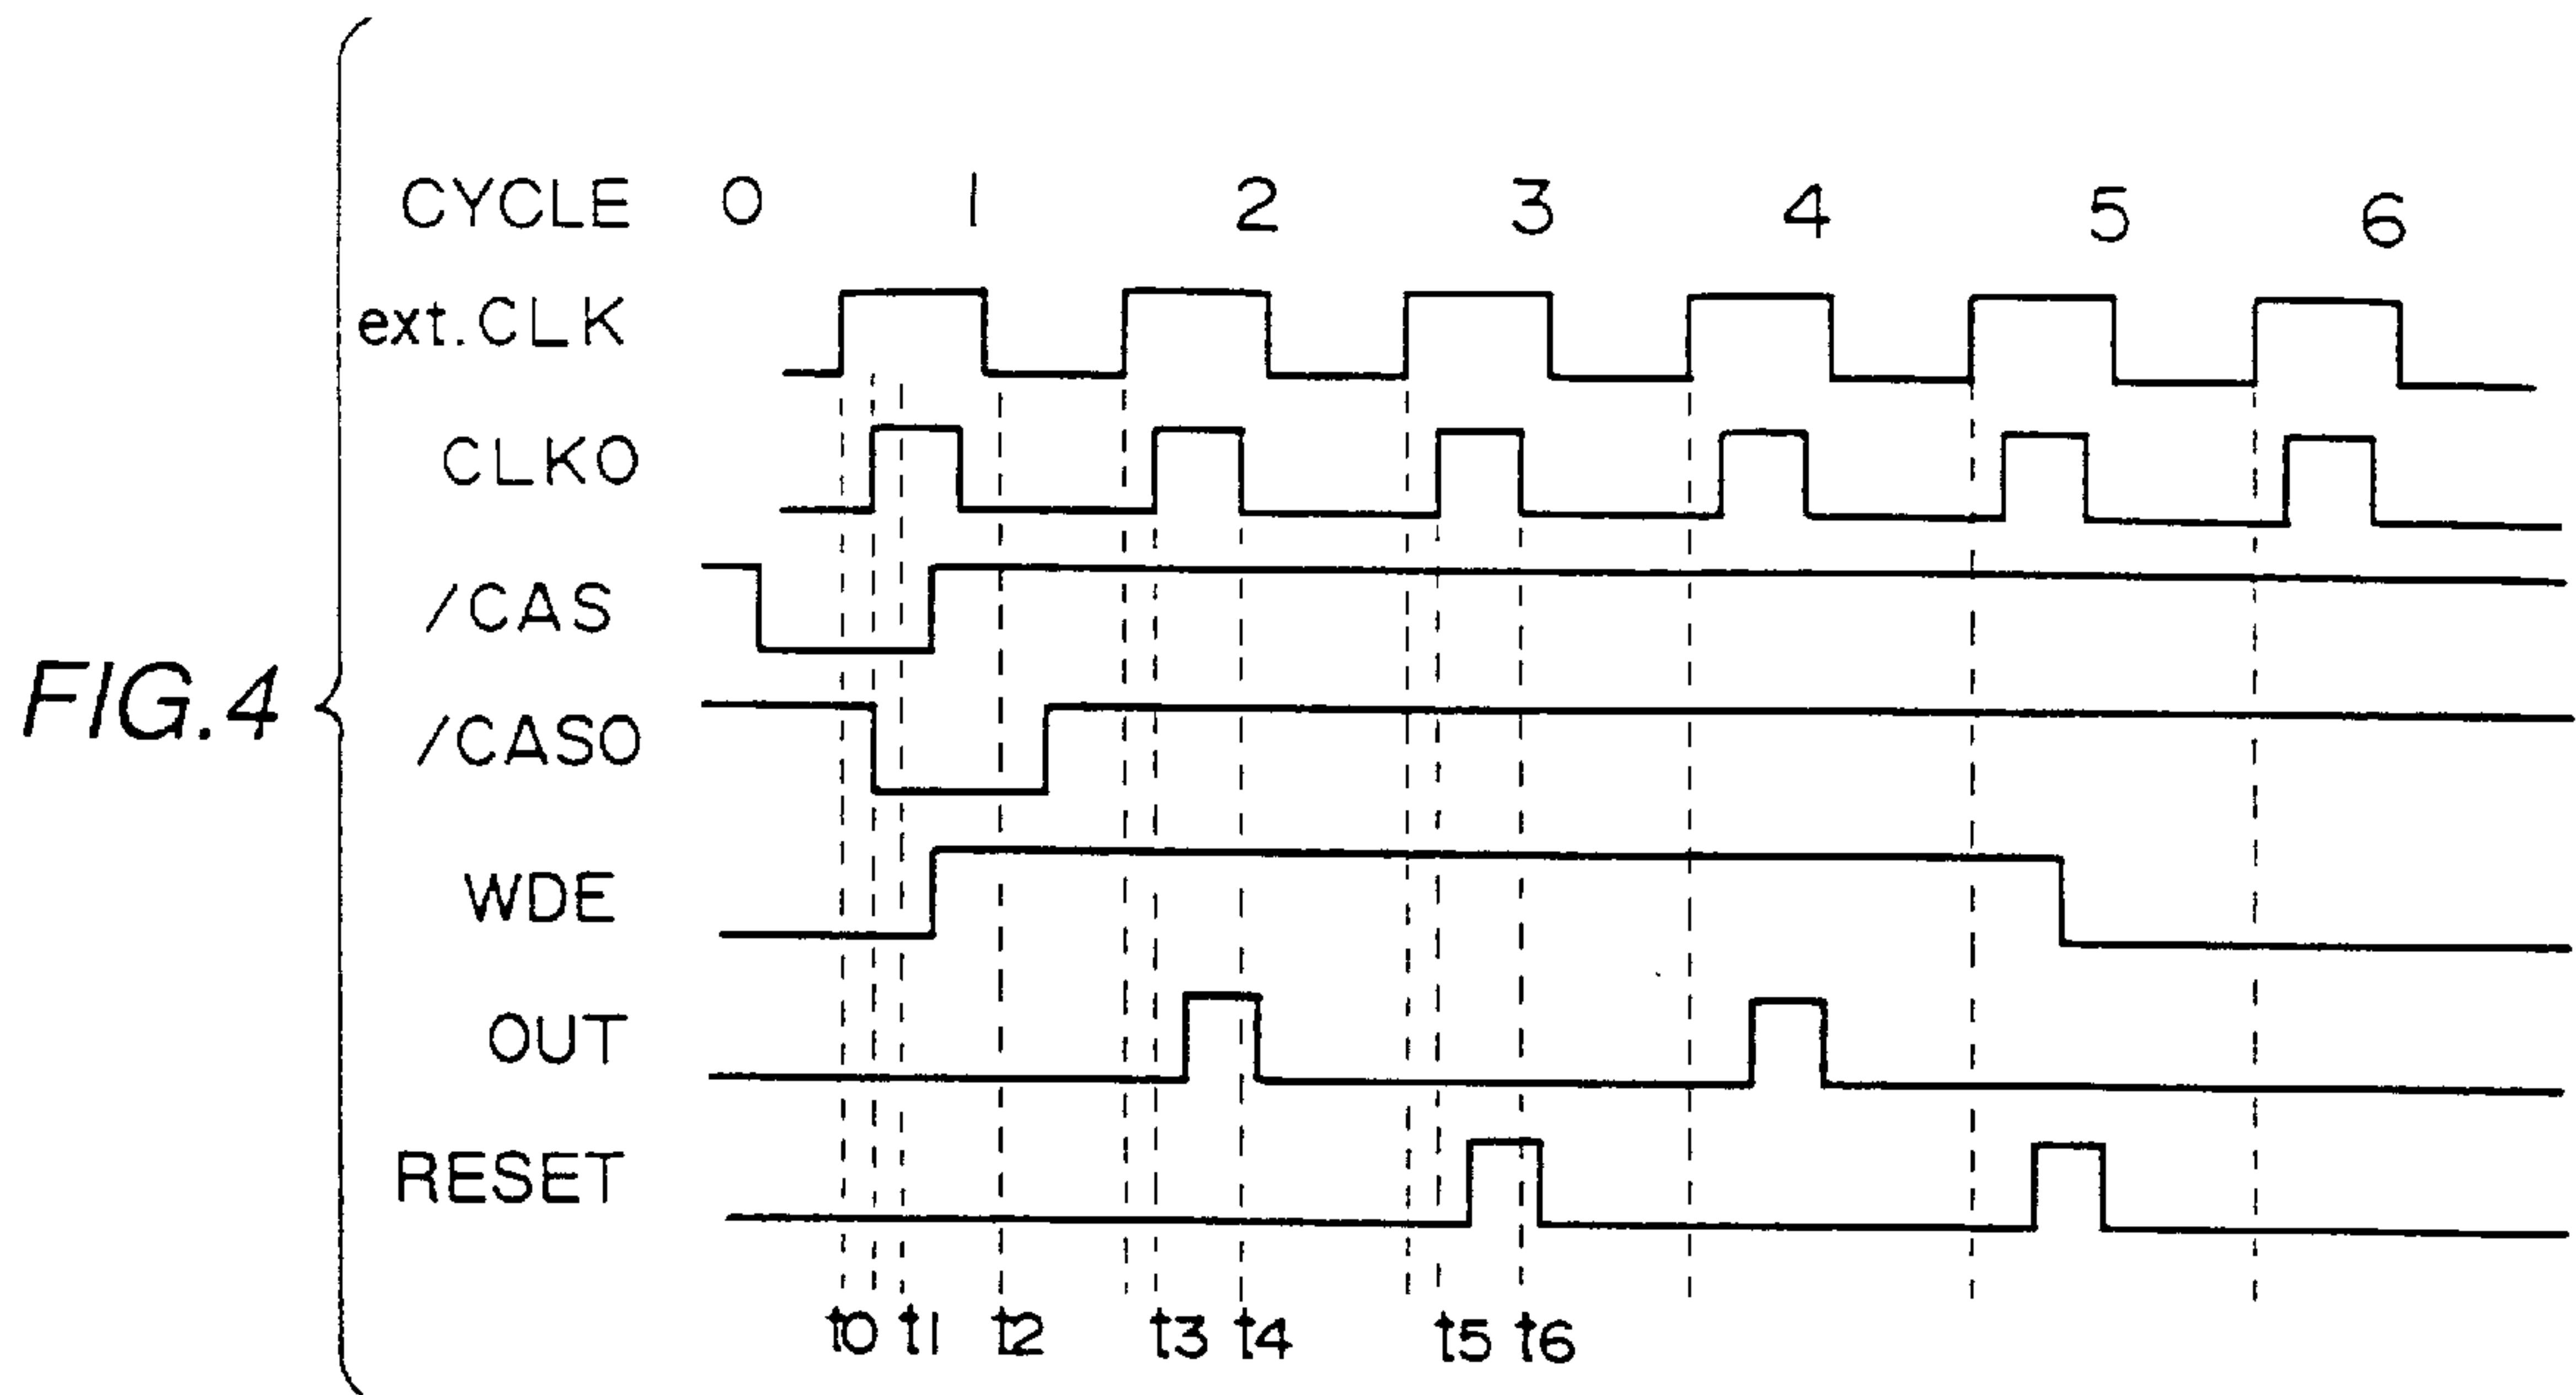 CYCLE 0 1 2 3 4 5 6
ext.CLK
CLK0
/CAS
/CAS0
FIG.4
WDE
OUT
RESET
t0 t1 t2 t3 t4 t5 t6